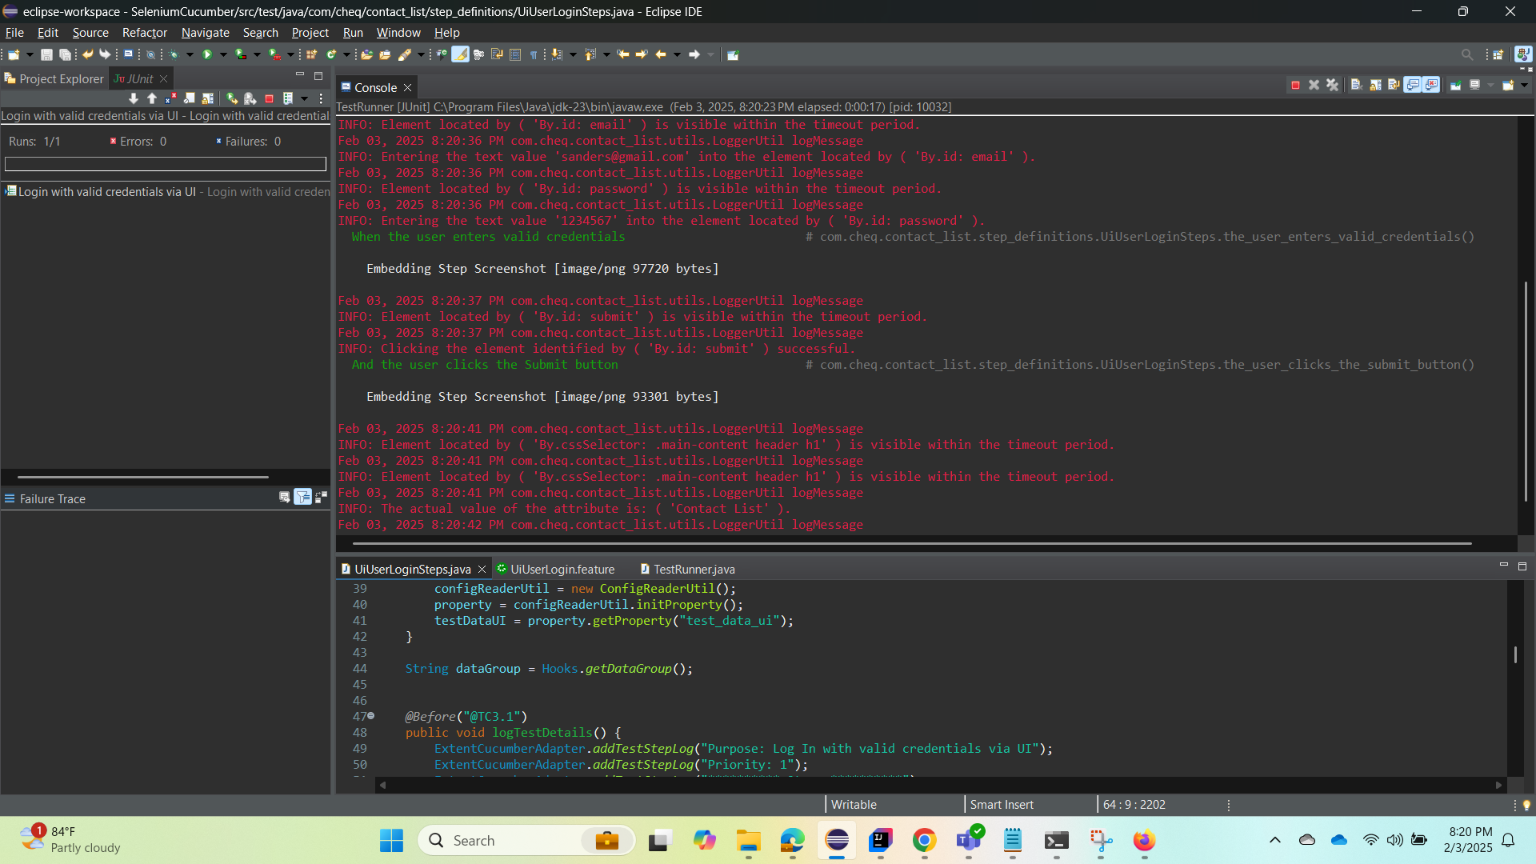 eclipse-workspace - SeleniumCucumber/src/test/java/com/cheq/contact_list/step_definitions/UiUserLoginSteps.java - Eclipse IDE
File Edit Source Refactor Navigate Search Project Run Window Help
Project Explorer JUnit
Login with valid credentials via UI - Login with valid credential
Runs: 1/1 Errors: 0 Failures: 0
Login with valid credentials via UI - Login with valid creden
Failure Trace
Console
TestRunner [JUnit] C:\Program Files\Java\jdk-23\bin\javaw.exe (Feb 3, 2025, 8:20:23 PM elapsed: 0:00:17) [pid: 10032]
INFO: Element located by ( 'By.id: email' ) is visible within the timeout period.
Feb 03, 2025 8:20:36 PM com.cheq.contact_list.utils.LoggerUtil logMessage
INFO: Entering the text value 'sanders@gmail.com' into the element located by ( 'By.id: email' ).
Feb 03, 2025 8:20:36 PM com.cheq.contact_list.utils.LoggerUtil logMessage
INFO: Element located by ( 'By.id: password' ) is visible within the timeout period.
Feb 03, 2025 8:20:36 PM com.cheq.contact_list.utils.LoggerUtil logMessage
INFO: Entering the text value '1234567' into the element located by ( 'By.id: password' ).
When the user enters valid credentials # com.cheq.contact_list.step_definitions.UiUserLoginSteps.the_user_enters_valid_credentials()
Embedding Step Screenshot [image/png 97720 bytes]
Feb 03, 2025 8:20:37 PM com.cheq.contact_list.utils.LoggerUtil logMessage
INFO: Element located by ( 'By.id: submit' ) is visible within the timeout period.
Feb 03, 2025 8:20:37 PM com.cheq.contact_list.utils.LoggerUtil logMessage
INFO: Clicking the element identified by ( 'By.id: submit' ) successful.
And the user clicks the Submit button # com.cheq.contact_list.step_definitions.UiUserLoginSteps.the_user_clicks_the_submit_button()
Embedding Step Screenshot [image/png 93301 bytes]
Feb 03, 2025 8:20:41 PM com.cheq.contact_list.utils.LoggerUtil logMessage
INFO: Element located by ( 'By.cssSelector: .main-content header h1' ) is visible within the timeout period.
Feb 03, 2025 8:20:41 PM com.cheq.contact_list.utils.LoggerUtil logMessage
INFO: Element located by ( 'By.cssSelector: .main-content header h1' ) is visible within the timeout period.
Feb 03, 2025 8:20:41 PM com.cheq.contact_list.utils.LoggerUtil logMessage
INFO: The actual value of the attribute is: ( 'Contact List' ).
Feb 03, 2025 8:20:42 PM com.cheq.contact_list.utils.LoggerUtil logMessage
UiUserLoginSteps.java UiUserLogin.feature TestRunner.java
39 configReaderUtil = new ConfigReaderUtil();
40 property = configReaderUtil.initProperty();
41 testDataUI = property.getProperty("test_data_ui");
42 }
43
44 String dataGroup = Hooks.getDataGroup();
45
46
47 @Before("@TC3.1")
48 public void logTestDetails() {
49 ExtentCucumberAdapter.addTestStepLog("Purpose: Log In with valid credentials via UI");
50 ExtentCucumberAdapter.addTestStepLog("Priority: 1");
Writable Smart Insert 64 : 9 : 2202
1 84°F
Partly cloudy
Search
8:20 PM
2/3/2025